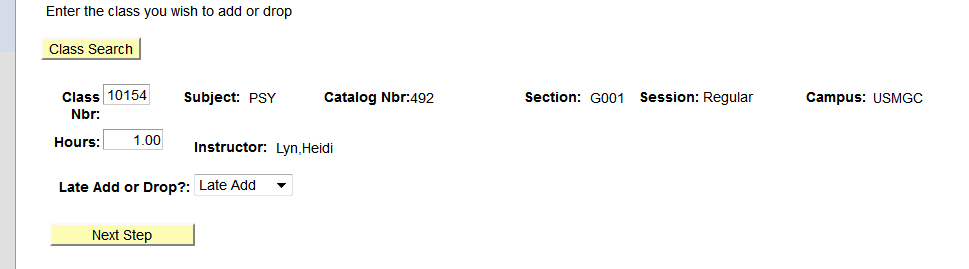 Enter the class you wish to add or drop
Class Search
Class Nbr: 10154 Subject: PSY Catalog Nbr:492 Section: G001 Session: Regular Campus: USMGC
Hours: 1.00 Instructor: Lyn,Heidi
Late Add or Drop?: Late Add
Next Step